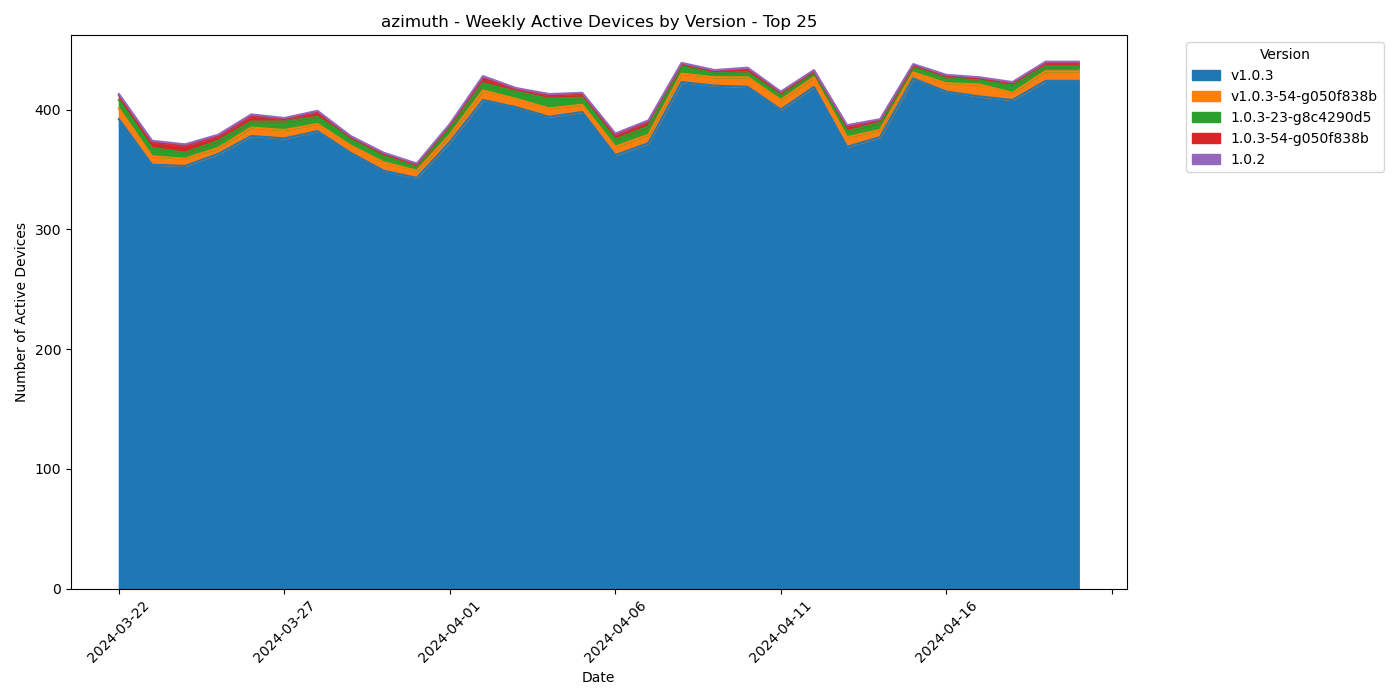 azimuth - Weekly Active Devices by Version - Top 25
Version
v1.0.3
v1.0.3-54-g050f838b
1.0.3-23-g8c4290d5
1.0.3-54-g050f838b
1.0.2
Number of Active Devices
400
300
200
100
0
2024-03-22
2024-03-27
2024-04-01
2024-04-06
2024-04-11
2024-04-16
Date